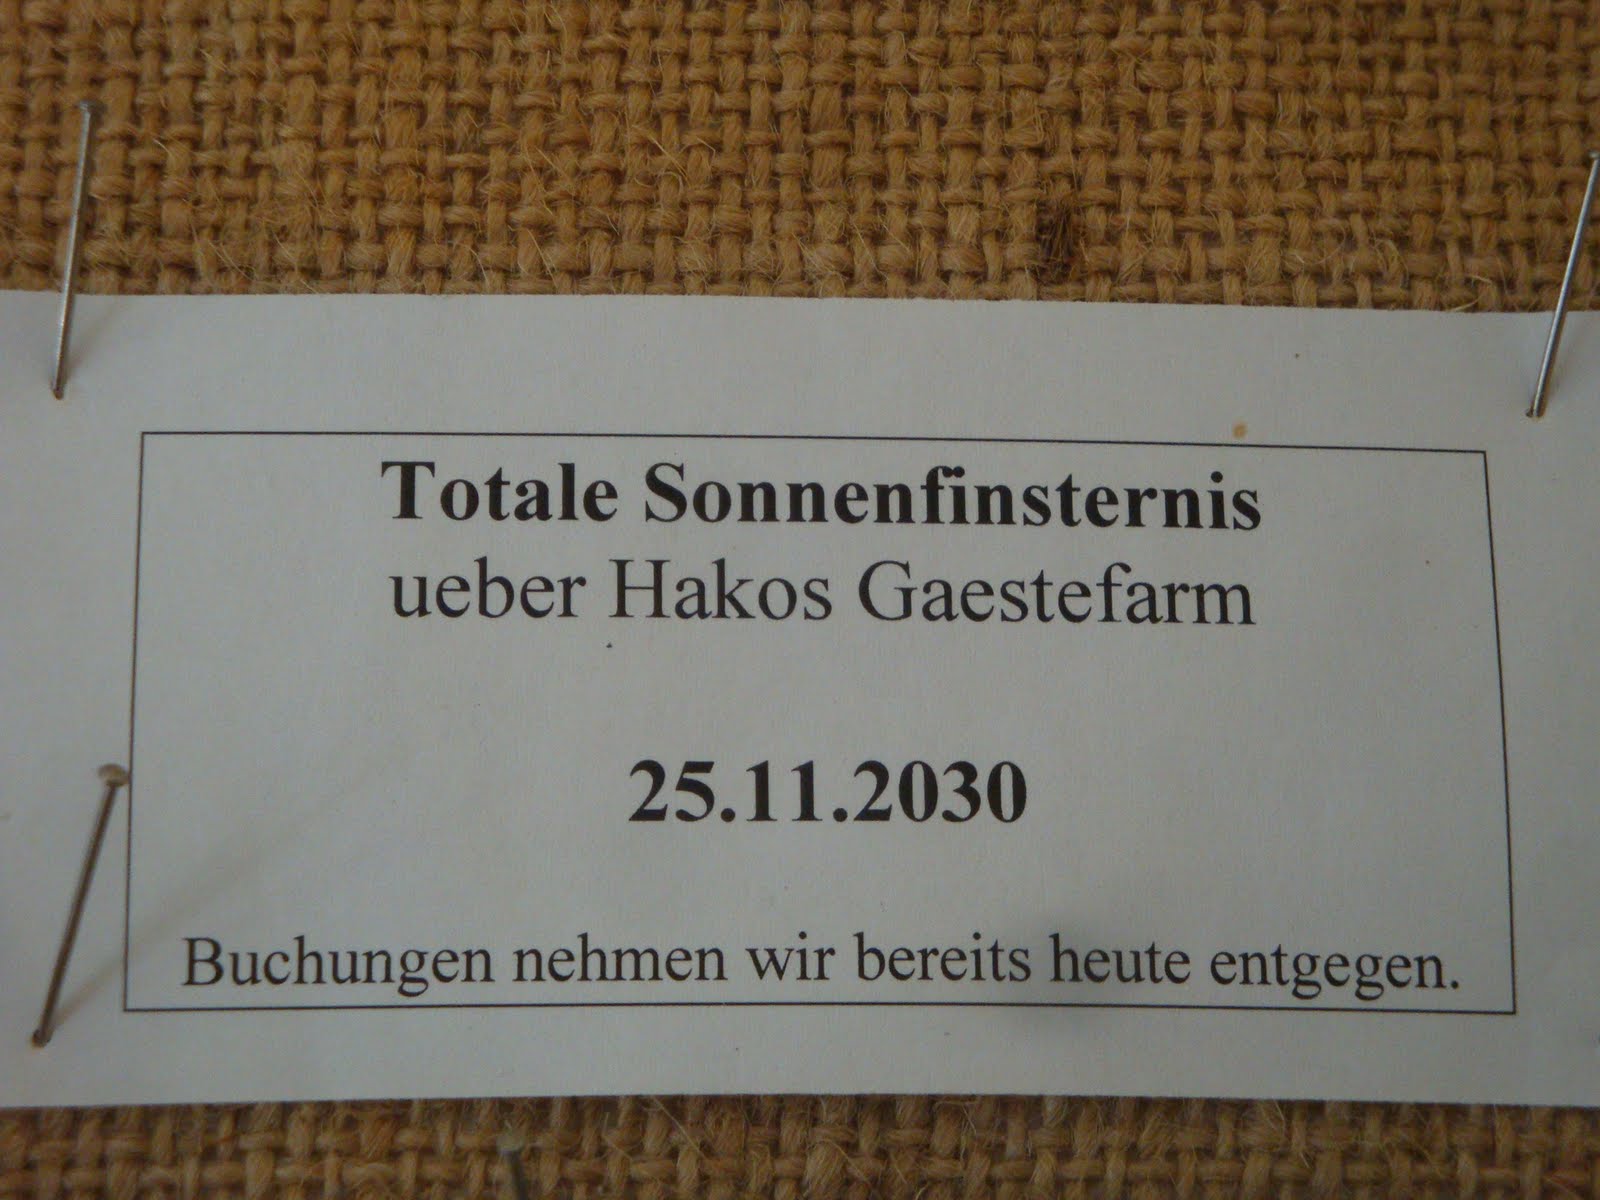 Totale Sonnenfinsternis
ueber Hakos Gaestefarm
25.11.2030
Buchungen nehmen wir bereits heute entgegen.